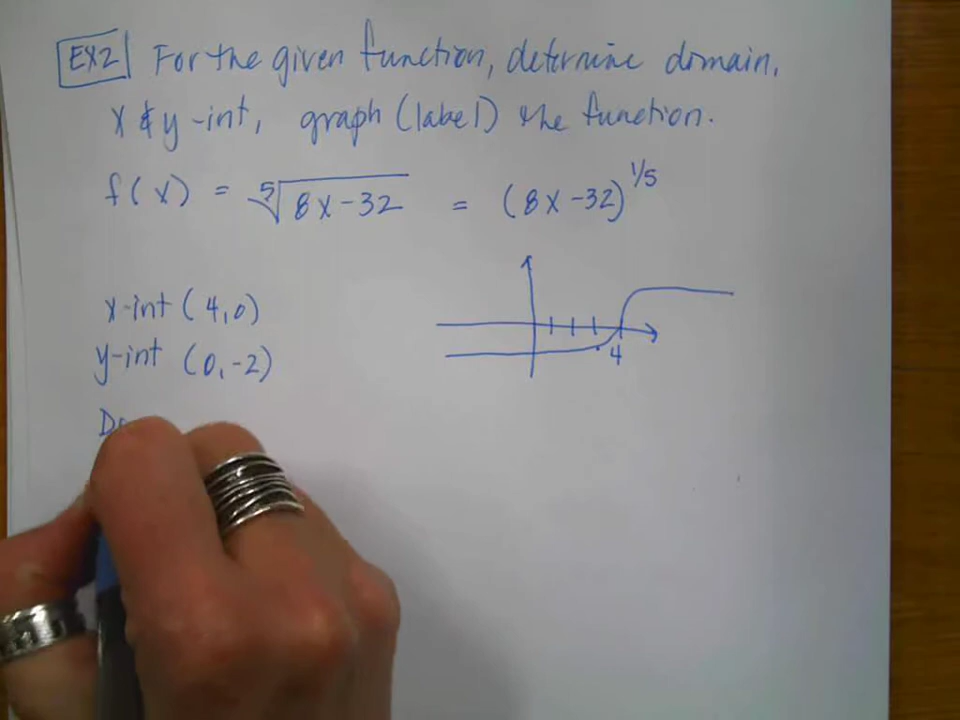 EX2 For the given function, determine domain,
x & y-int, graph (label) the function.
f(x) = ⁵√(8x-32) = (8x-32)^1/5
x-int (4,0)
y-int (0,-2)
4